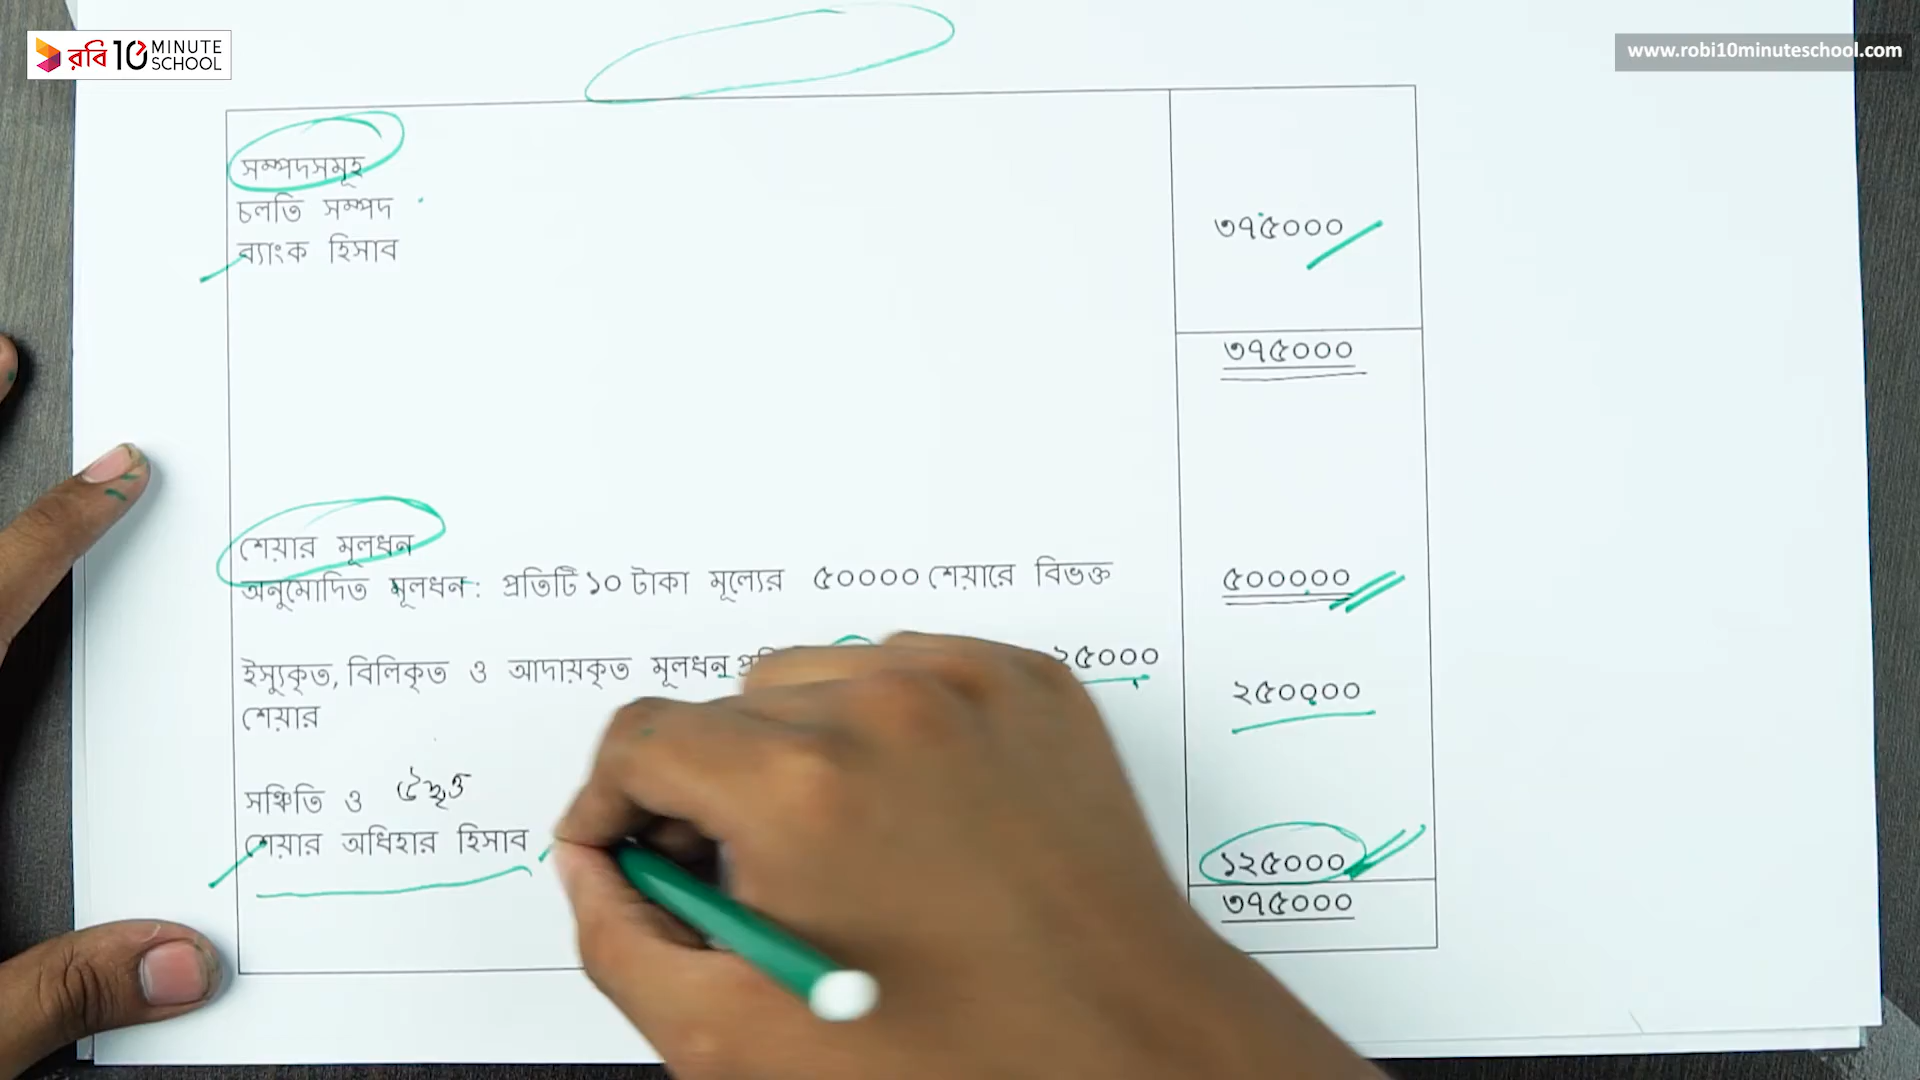 রবি 10 MINUTE SCHOOL
www.robi10minuteschool.com
সম্পদসমূহ
চলতি সম্পদ
৩৭৫০০০
ব্যাংক হিসাব
৩৭৫০০০
শেয়ার মূলধন
অনুমোদিত মূলধন : প্রতিটি ১০ টাকা মূল্যের ৫০০০০ শেয়ারে বিভক্ত ৫০০০০০
ইস্যুকৃত, বিলিকৃত ও আদায়কৃত মূলধন ২৫০০০
২৫০০০০
শেয়ার
সঞ্চিতি ও
শেয়ার অধিহার হিসাব ১২৫০০০
৩৭৫০০০